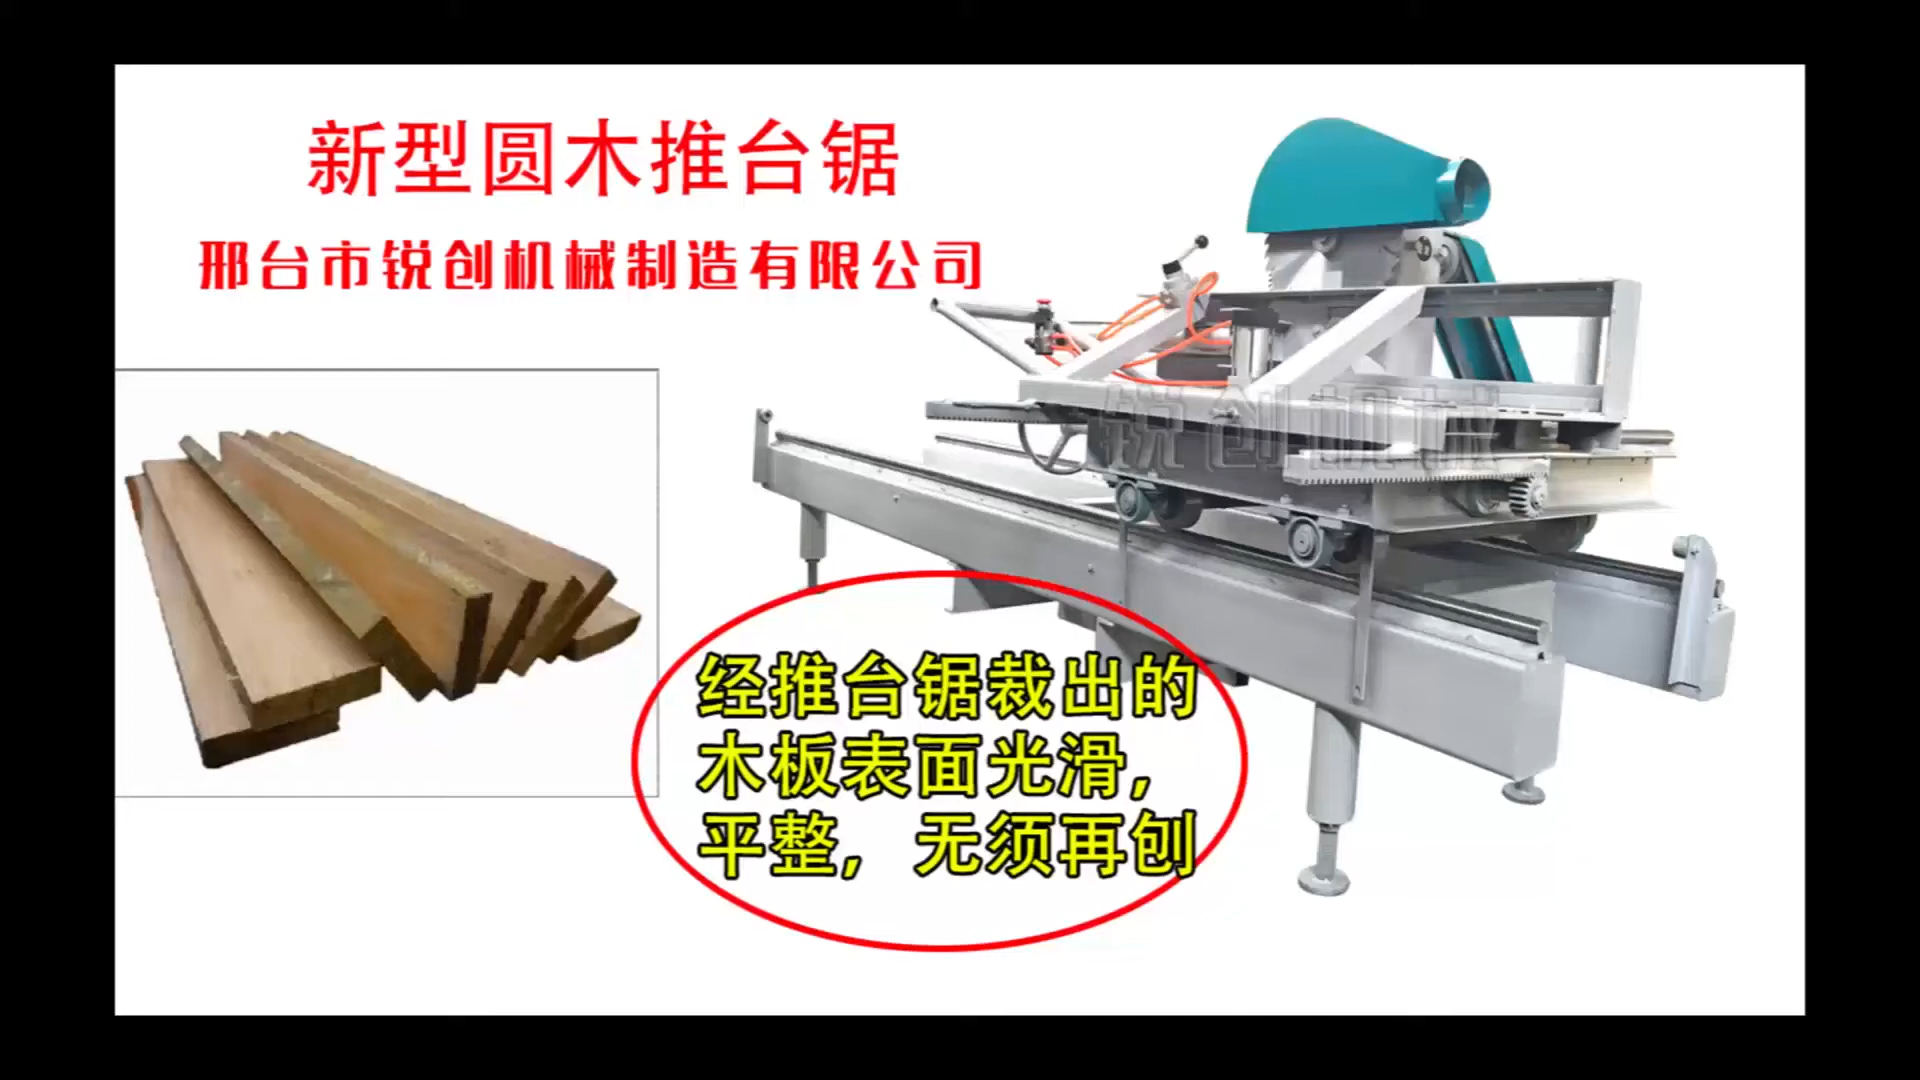 新型圆木推台锯
邢台市锐创机械制造有限公司
锐创机械
经推台锯裁出的
木板表面光滑，
平整，无须再刨